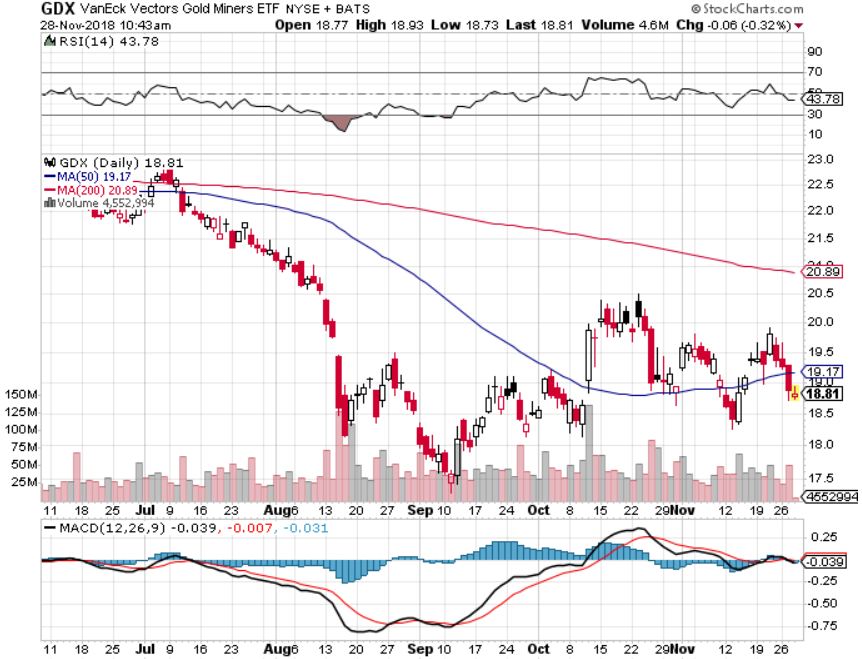 GDX VanEck Vectors Gold Miners ETF NYSE + BATS © StockCharts.com
28-Nov-2018 10:43am Open 18.77 High 18.93 Low 18.73 Last 18.81 Volume 4.6M Chg -0.06 (-0.32%)
RSI(14) 43.78
90
70
50
43.78
30
10
GDX (Daily) 18.81
MA(50) 19.17
MA(200) 20.89
Volume 4,552,994
23.0
22.5
22.0
21.5
21.0
20.89
20.5
20.0
19.5
19.17
19.0
18.81
18.5
18.0
17.5
150M
125M
100M
75M
50M
25M
4552994
11 18 25 Jul 9 16 23 Aug 6 13 20 27 Sep 10 17 24 Oct 8 15 22 29 Nov 12 19 26
MACD(12,26,9) -0.039, -0.007, -0.031
0.25
-0.039
-0.25
-0.50
-0.75
11 18 25 Jul 9 16 23 Aug 6 13 20 27 Sep 10 17 24 Oct 8 15 22 29 Nov 12 19 26